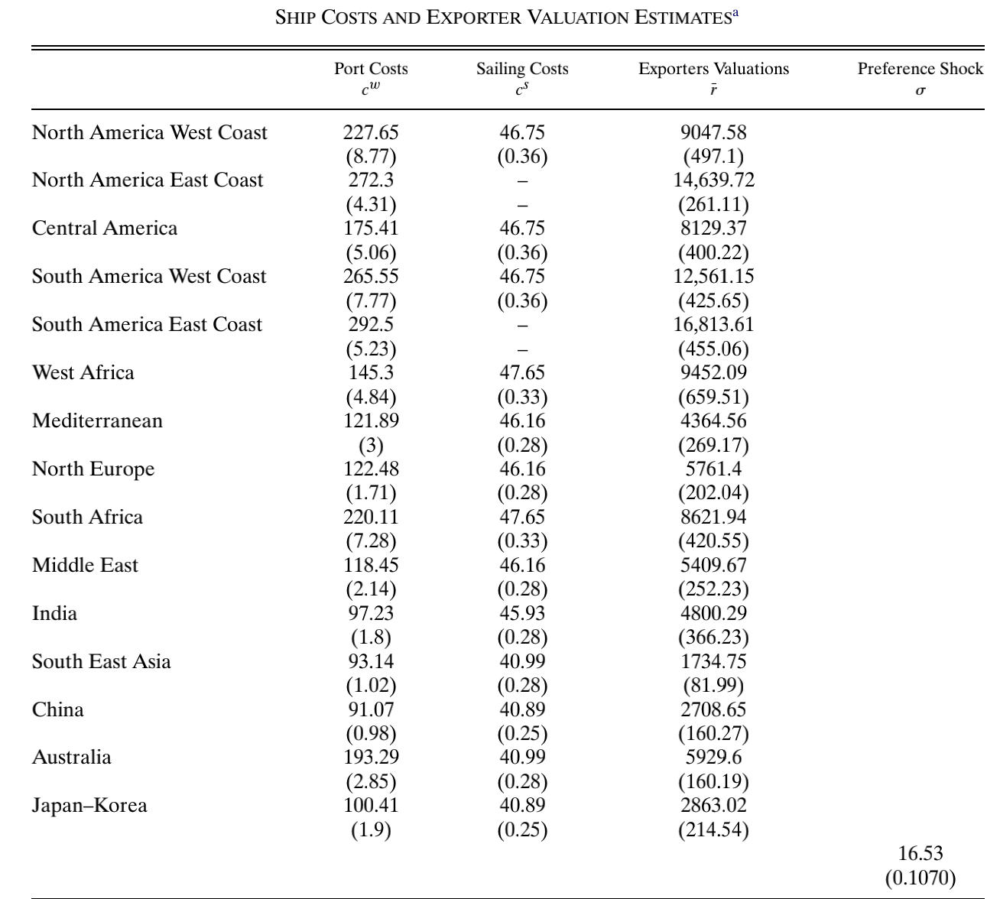 SHIP COSTS AND EXPORTER VALUATION ESTIMATESa
Port Costs Sailing Costs Exporters Valuations Preference Shock
c^w c^s r̄ σ
North America West Coast 227.65 46.75 9047.58
(8.77) (0.36) (497.1)
North America East Coast 272.3 – 14,639.72
(4.31) – (261.11)
Central America 175.41 46.75 8129.37
(5.06) (0.36) (400.22)
South America West Coast 265.55 46.75 12,561.15
(7.77) (0.36) (425.65)
South America East Coast 292.5 – 16,813.61
(5.23) – (455.06)
West Africa 145.3 47.65 9452.09
(4.84) (0.33) (659.51)
Mediterranean 121.89 46.16 4364.56
(3) (0.28) (269.17)
North Europe 122.48 46.16 5761.4
(1.71) (0.28) (202.04)
South Africa 220.11 47.65 8621.94
(7.28) (0.33) (420.55)
Middle East 118.45 46.16 5409.67
(2.14) (0.28) (252.23)
India 97.23 45.93 4800.29
(1.8) (0.28) (366.23)
South East Asia 93.14 40.99 1734.75
(1.02) (0.28) (81.99)
China 91.07 40.89 2708.65
(0.98) (0.25) (160.27)
Australia 193.29 40.99 5929.6
(2.85) (0.28) (160.19)
Japan–Korea 100.41 40.89 2863.02
(1.9) (0.25) (214.54)
16.53
(0.1070)